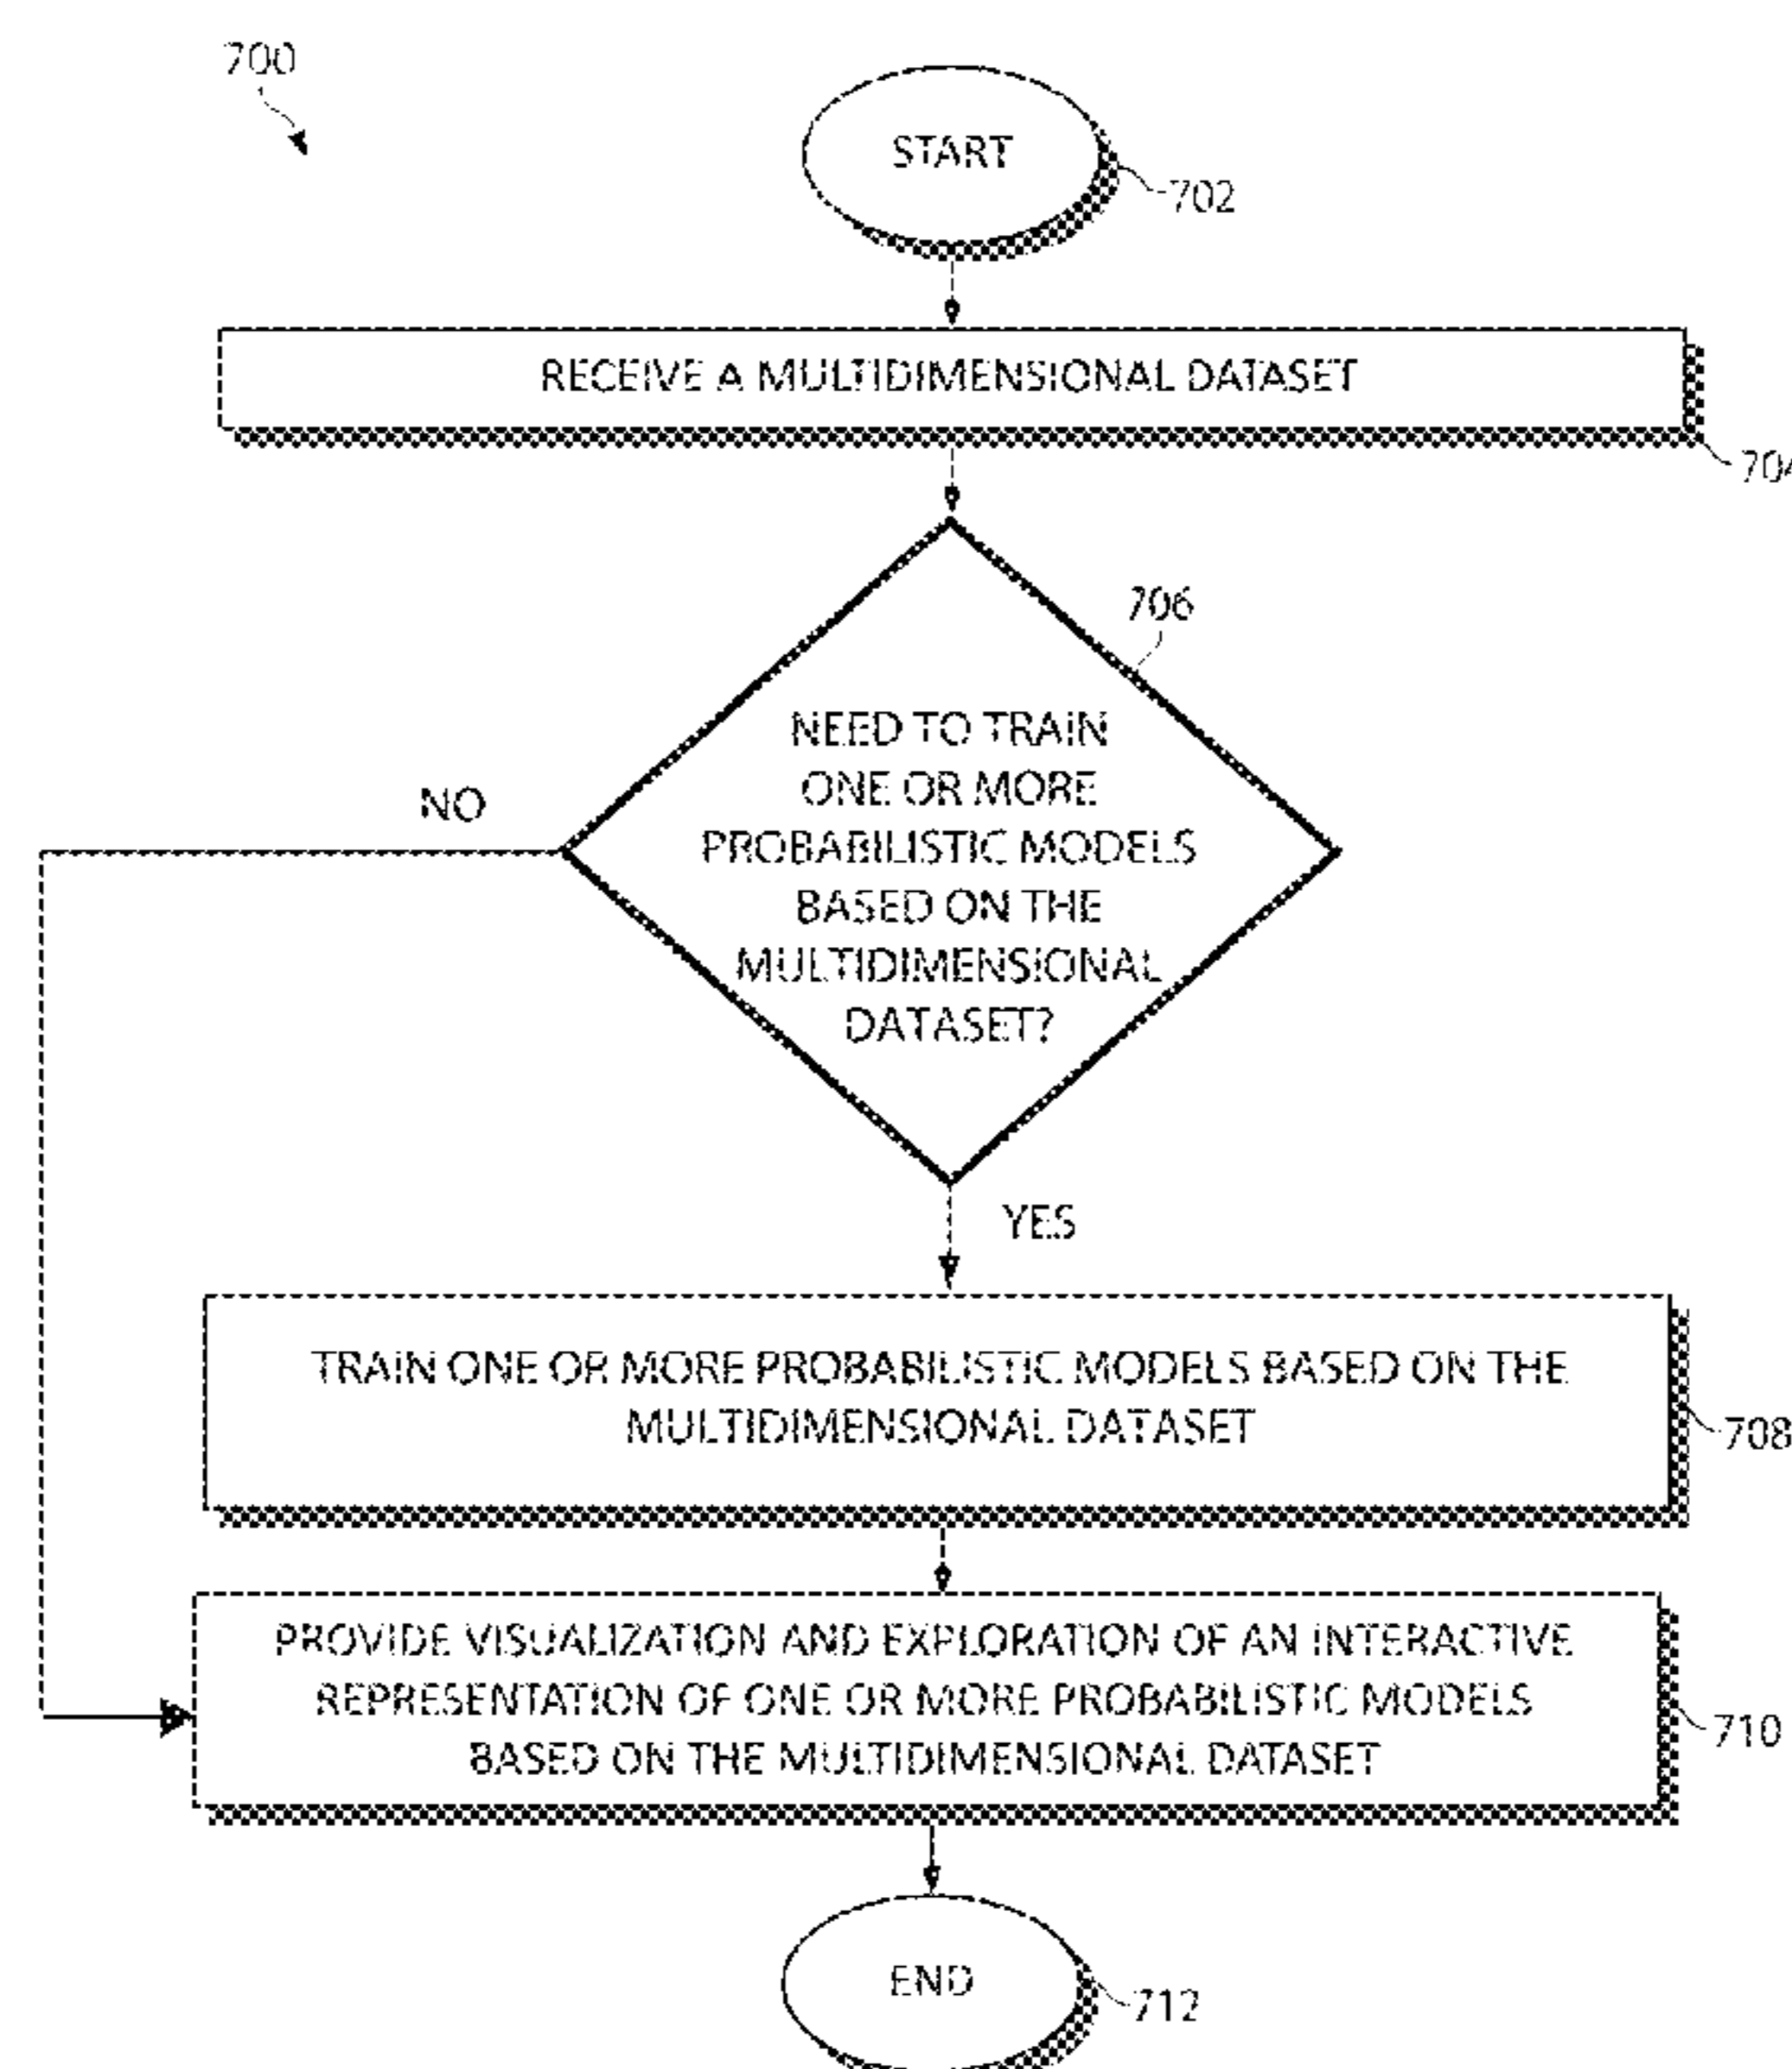 700
START
702
RECEIVE A MULTIDIMENSIONAL DATASET
704
706
NEED TO TRAIN
ONE OR MORE
PROBABILISTIC MODELS
BASED ON THE
MULTIDIMENSIONAL
DATASET?
NO
YES
TRAIN ONE OR MORE PROBABILISTIC MODELS BASED ON THE
MULTIDIMENSIONAL DATASET
708
PROVIDE VISUALIZATION AND EXPLORATION OF AN INTERACTIVE
REPRESENTATION OF ONE OR MORE PROBABILISTIC MODELS
BASED ON THE MULTIDIMENSIONAL DATASET
710
END
712